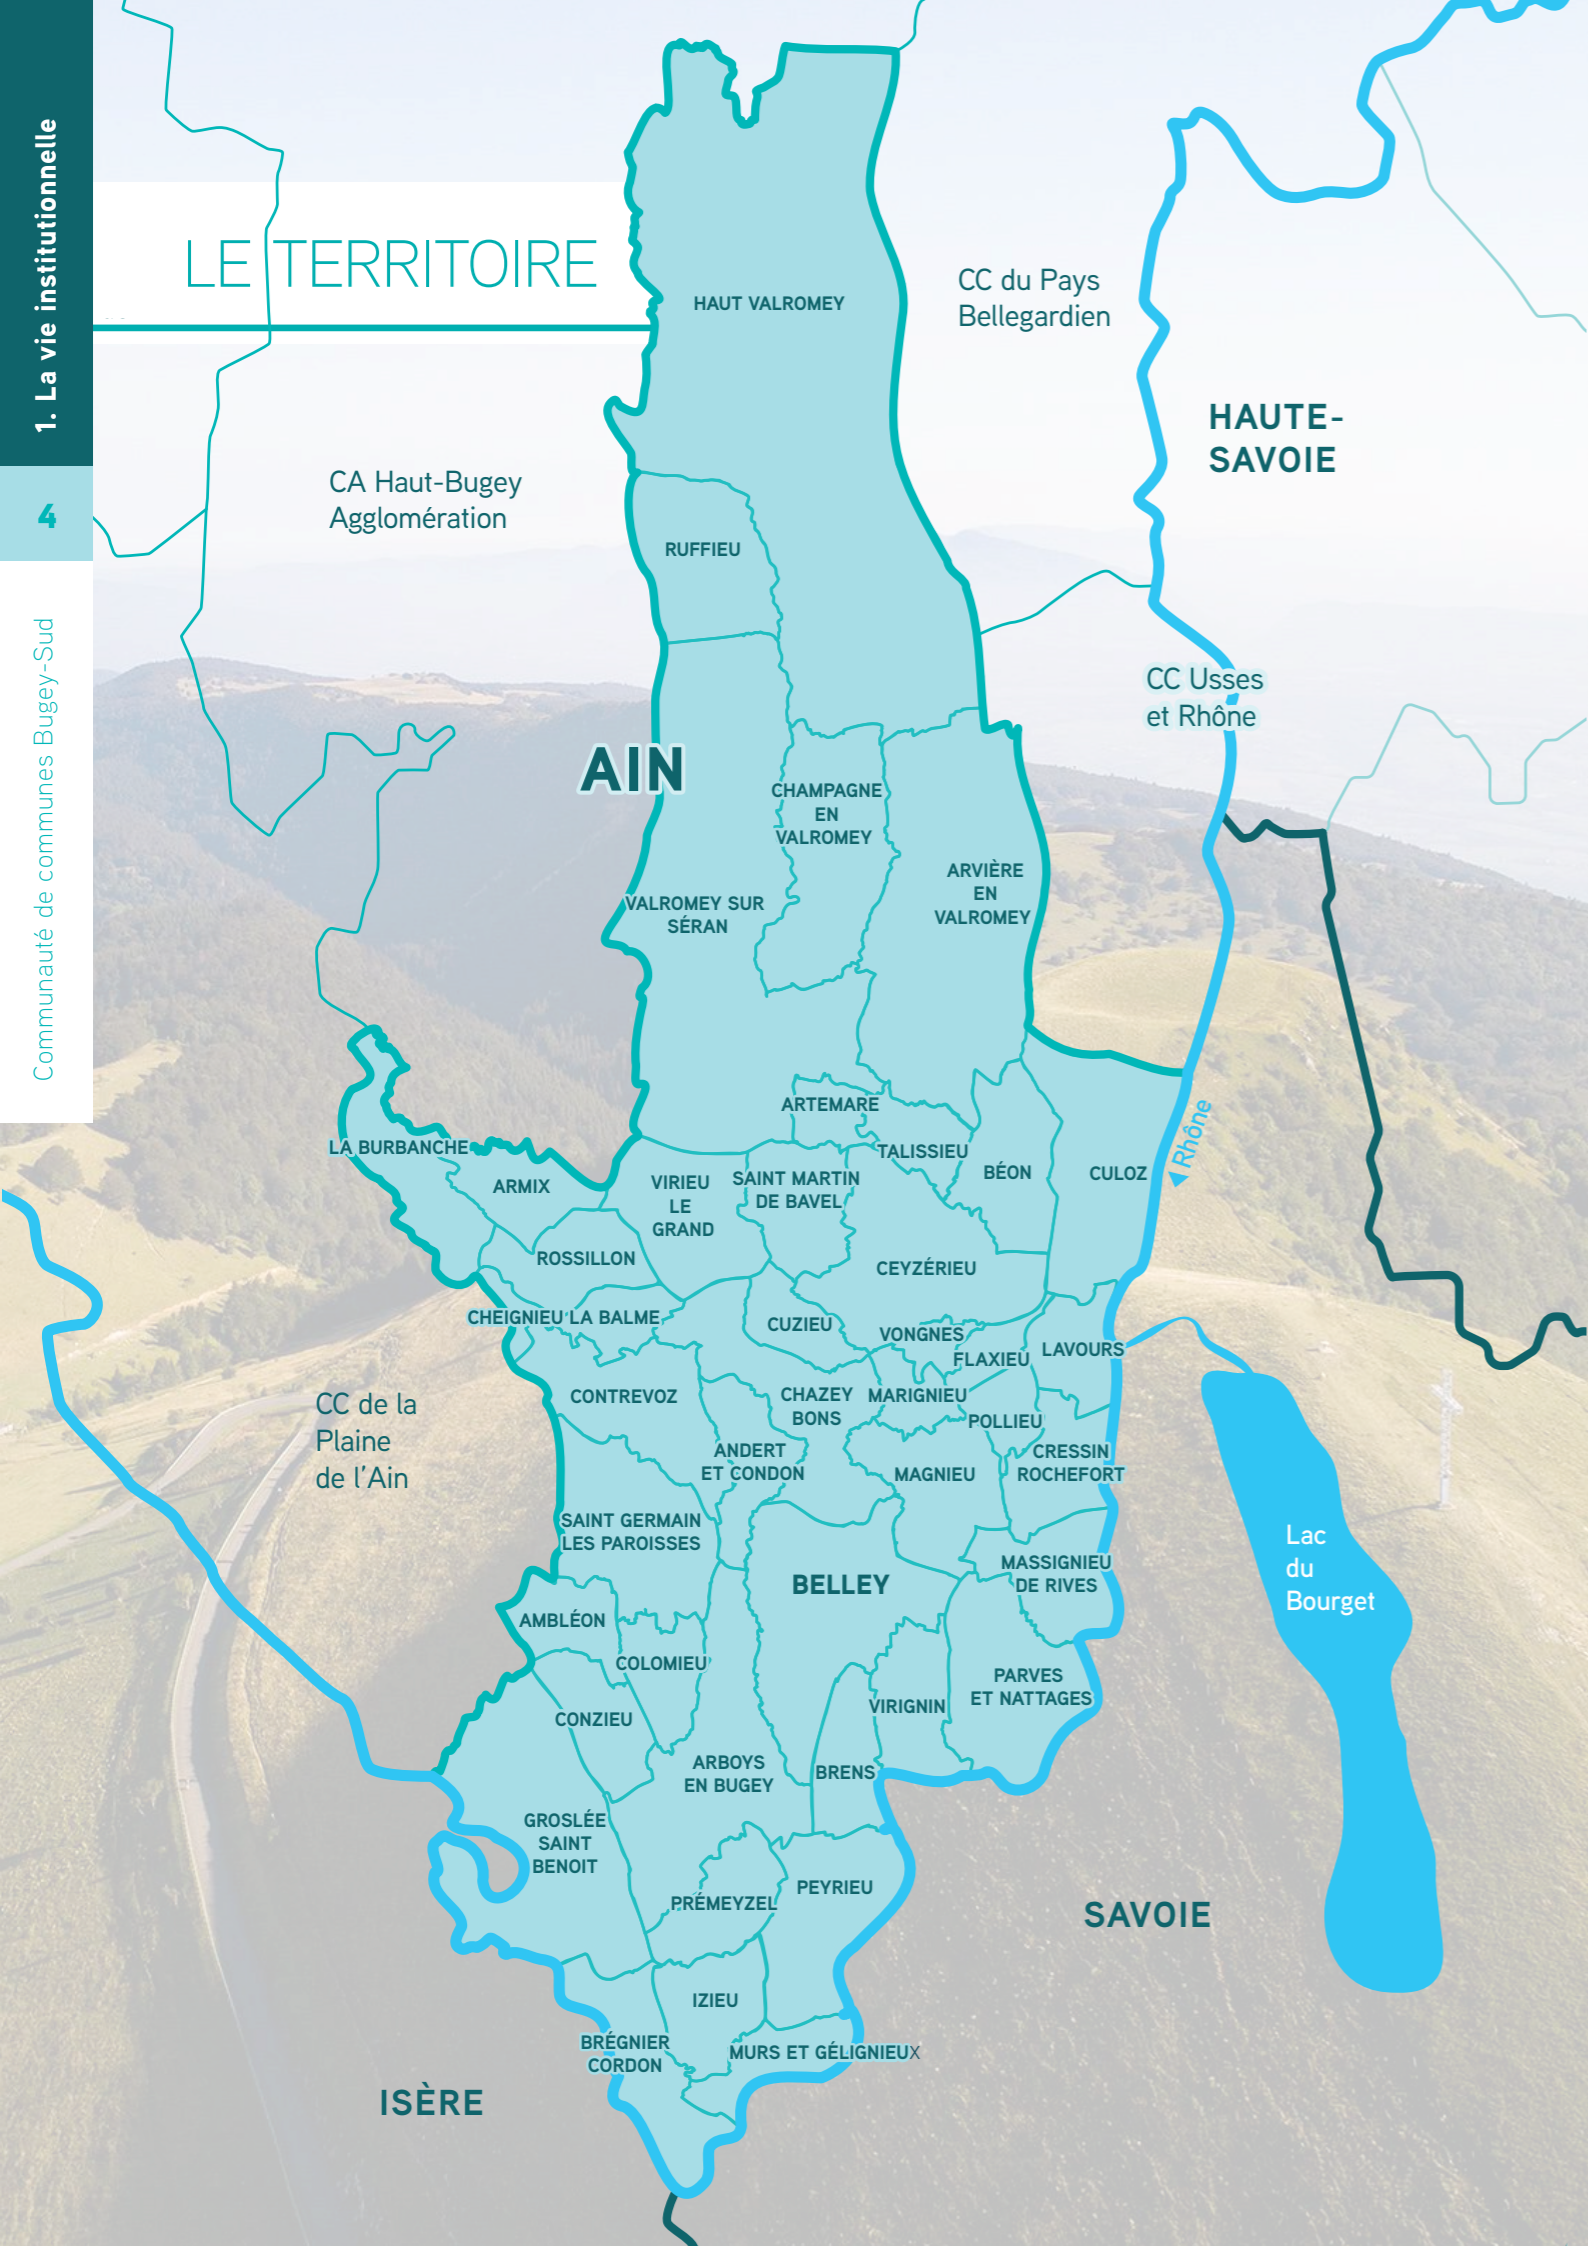 1. La vie institutionnelle
4
Communauté de communes Bugey-Sud
LE TERRITOIRE
HAUT VALROMEY
CC du Pays
Bellegardien
HAUTE-
SAVOIE
CA Haut-Bugey
Agglomération
RUFFIEU
CC Usses
et Rhône
AIN
CHAMPAGNE
EN
VALROMEY
ARVIÈRE
EN
VALROMEY
VALROMEY SUR
SÉRAN
ARTEMARE
Rhône
LA BURBANCHE
TALISSIEU
BÉON
CULOZ
ARMIX
VIRIEU
LE
GRAND
SAINT MARTIN
DE BAVEL
ROSSILLON
CEYZÉRIEU
CHEIGNIEU LA BALME
CUZIEU
VONGNES
FLAXIEU
LAVOURS
CC de la
Plaine
de l'Ain
CONTREVOZ
CHAZEY
BONS
MARIGNIEU
POLLIEU
ANDERT
ET CONDON
MAGNIEU
CRESSIN
ROCHEFORT
SAINT GERMAIN
LES PAROISSES
Lac
du
Bourget
BELLEY
MASSIGNIEU
DE RIVES
AMBLÉON
COLOMIEU
PARVES
ET NATTAGES
CONZIEU
VIRIGNIN
ARBOYS
EN BUGEY
BRENS
GROSLÉE
SAINT
BENOIT
PRÉMEYZEL
PEYRIEU
SAVOIE
IZIEU
BRÉGNIER
CORDON
MURS ET GÉLIGNIEUX
ISÈRE